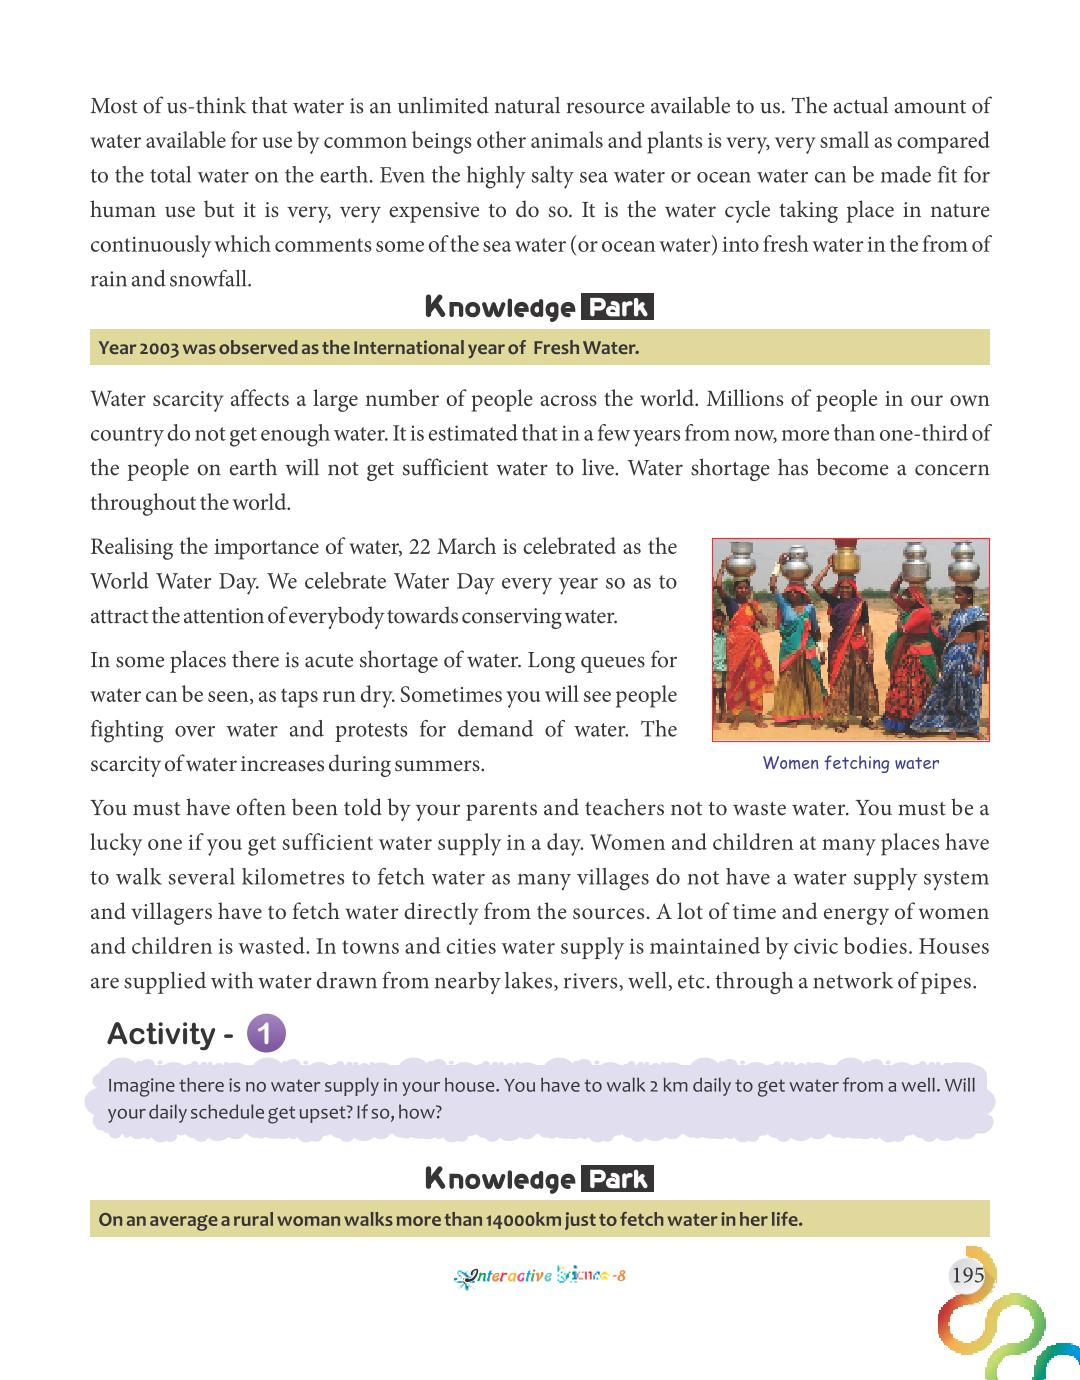 Most of us-think that water is an unlimited natural resource available to us. The actual amount of
water available for use by common beings other animals and plants is very, very small as compared
to the total water on the earth. Even the highly salty sea water or ocean water can be made fit for
human use but it is very, very expensive to do so. It is the water cycle taking place in nature
continuously which comments some of the sea water (or ocean water) into fresh water in the from of
rain and snowfall.
Knowledge Park
Year 2003 was observed as the International year of Fresh Water.
Water scarcity affects a large number of people across the world. Millions of people in our own
country do not get enough water. It is estimated that in a few years from now, more than one-third of
the people on earth will not get sufficient water to live. Water shortage has become a concern
throughout the world.
Realising the importance of water, 22 March is celebrated as the
World Water Day. We celebrate Water Day every year so as to
attract the attention of everybody towards conserving water.
In some places there is acute shortage of water. Long queues for
water can be seen, as taps run dry. Sometimes you will see people
fighting over water and protests for demand of water. The
scarcity of water increases during summers.
Women fetching water
You must have often been told by your parents and teachers not to waste water. You must be a
lucky one if you get sufficient water supply in a day. Women and children at many places have
to walk several kilometres to fetch water as many villages do not have a water supply system
and villagers have to fetch water directly from the sources. A lot of time and energy of women
and children is wasted. In towns and cities water supply is maintained by civic bodies. Houses
are supplied with water drawn from nearby lakes, rivers, well, etc. through a network of pipes.
Activity - 1
Imagine there is no water supply in your house. You have to walk 2 km daily to get water from a well. Will
your daily schedule get upset? If so, how?
Knowledge Park
On an average a rural woman walks more than 14000km just to fetch water in her life.
Interactive Science -8
195